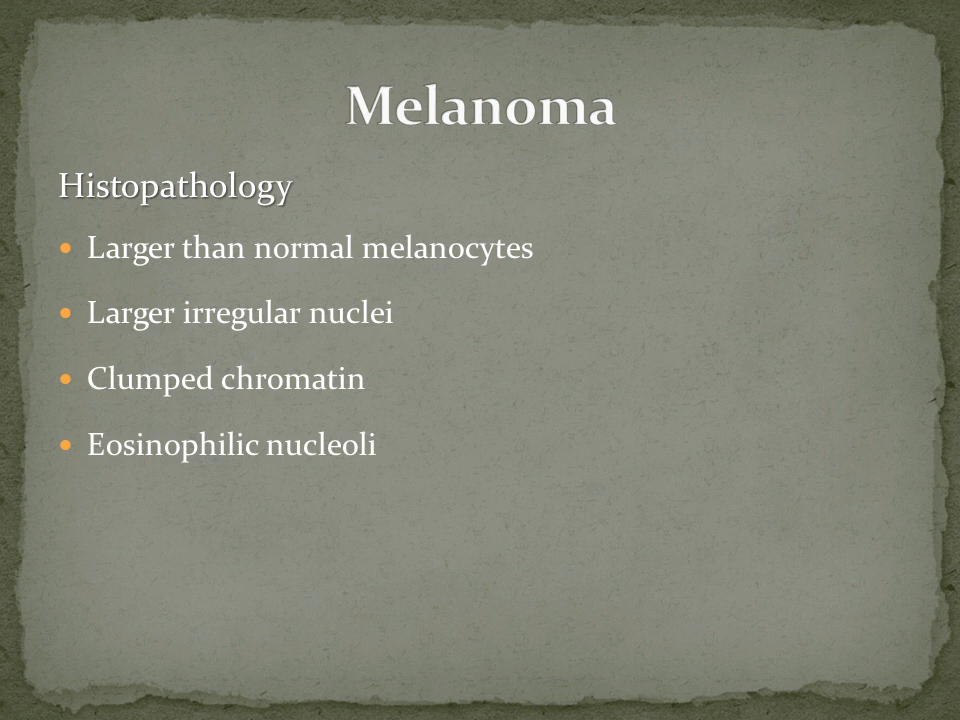 Melanoma
Histopathology
• Larger than normal melanocytes
• Larger irregular nuclei
• Clumped chromatin
• Eosinophilic nucleoli